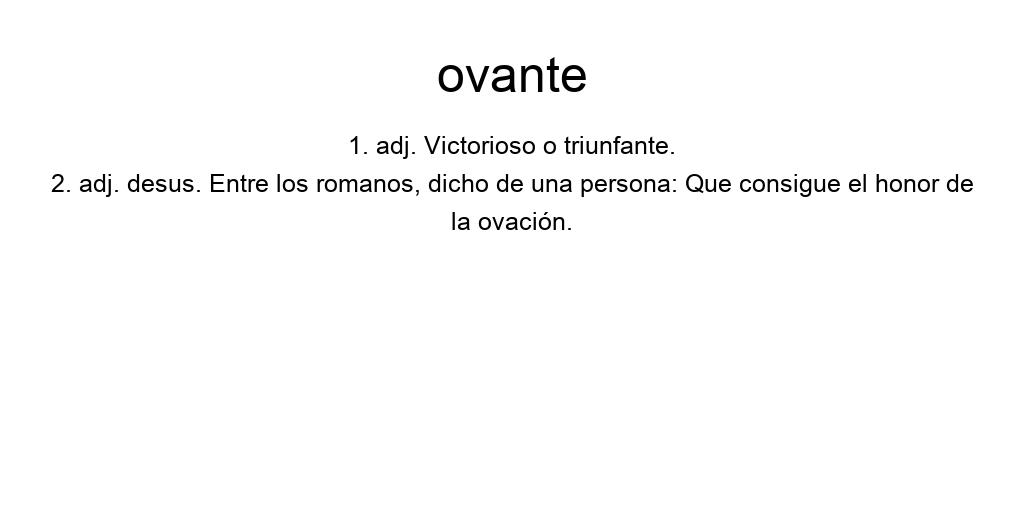 ovante
1. adj. Victorioso o triunfante.
2. adj. desus. Entre los romanos, dicho de una persona: Que consigue el honor de
la ovación.